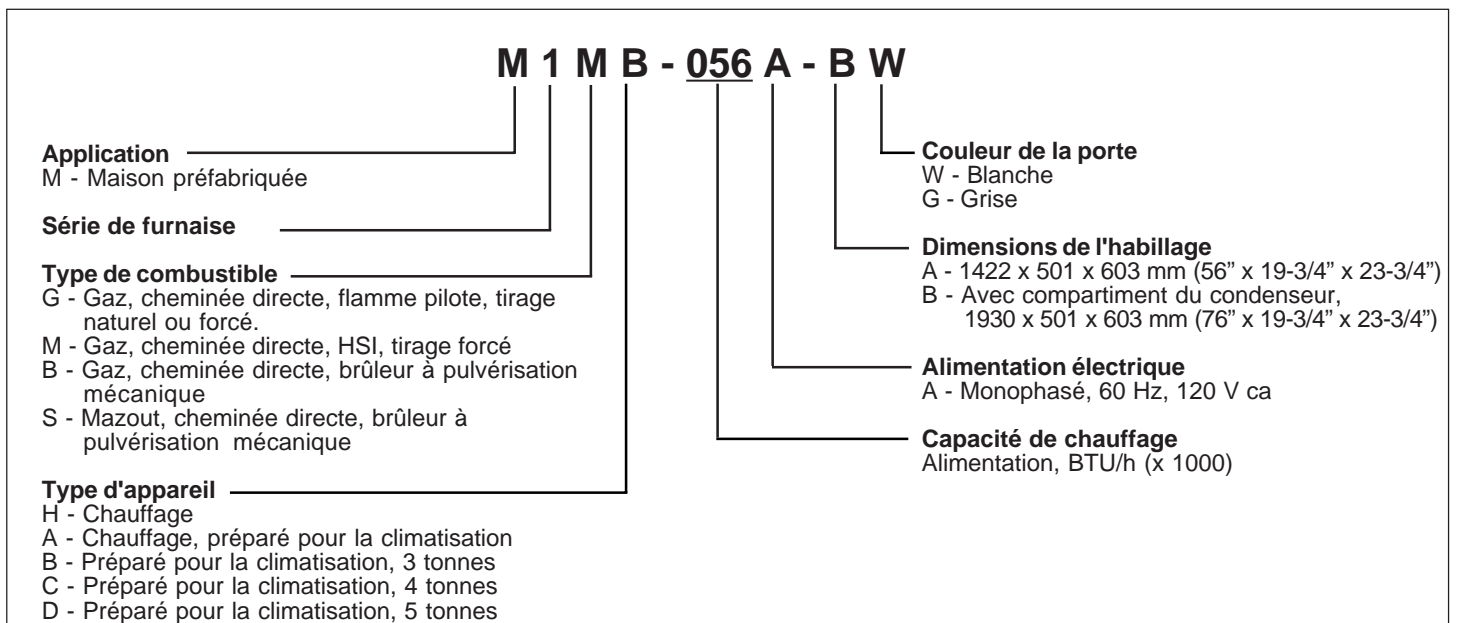 M 1 M B - 056 A - B W
Application
M - Maison préfabriquée
Série de furnaise
Type de combustible
G - Gaz, cheminée directe, flamme pilote, tirage
naturel ou forcé.
M - Gaz, cheminée directe, HSI, tirage forcé
B - Gaz, cheminée directe, brûleur à pulvérisation
mécanique
S - Mazout, cheminée directe, brûleur à
pulvérisation mécanique
Type d'appareil
H - Chauffage
A - Chauffage, préparé pour la climatisation
B - Préparé pour la climatisation, 3 tonnes
C - Préparé pour la climatisation, 4 tonnes
D - Préparé pour la climatisation, 5 tonnes
Couleur de la porte
W - Blanche
G - Grise
Dimensions de l'habillage
A - 1422 x 501 x 603 mm (56” x 19-3/4” x 23-3/4”)
B - Avec compartiment du condenseur,
1930 x 501 x 603 mm (76” x 19-3/4” x 23-3/4”)
Alimentation électrique
A - Monophasé, 60 Hz, 120 V ca
Capacité de chauffage
Alimentation, BTU/h (x 1000)